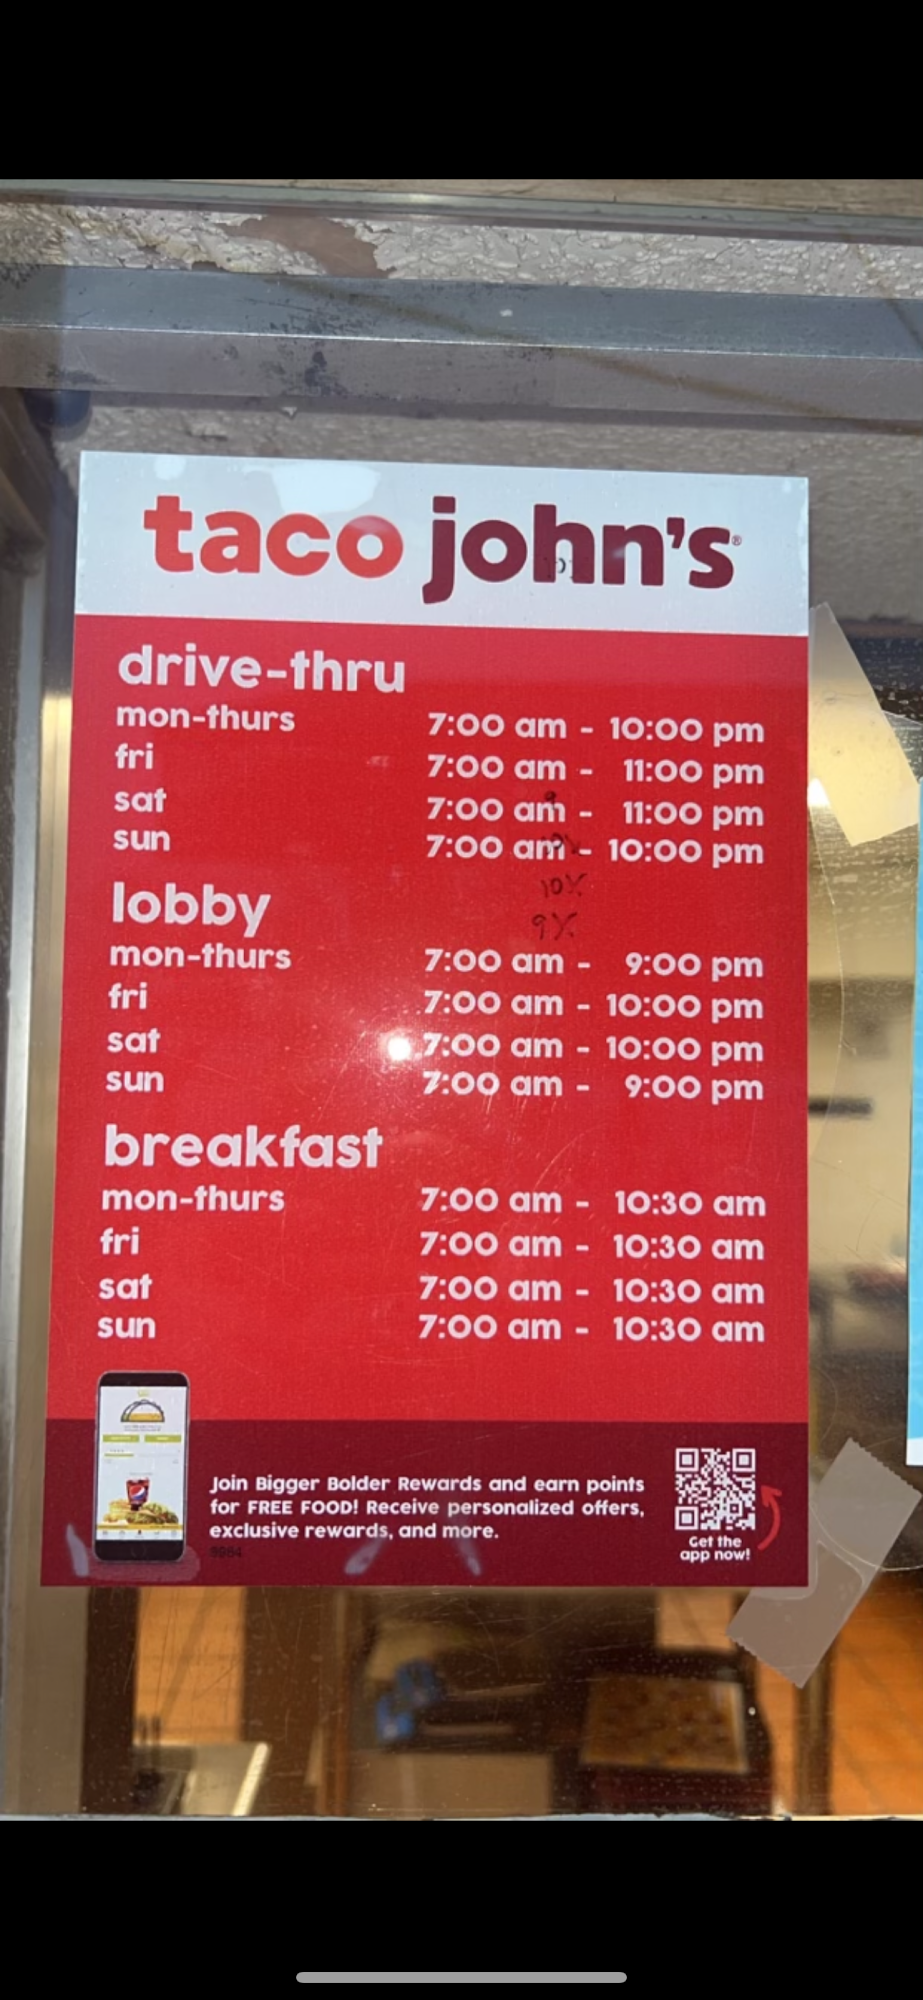 taco john's®
drive-thru
mon-thurs 7:00 am - 10:00 pm
fri 7:00 am - 11:00 pm
sat 7:00 am - 11:00 pm
sun 7:00 am - 10:00 pm
lobby
mon-thurs 7:00 am - 9:00 pm
fri 7:00 am - 10:00 pm
sat 7:00 am - 10:00 pm
sun 7:00 am - 9:00 pm
breakfast
mon-thurs 7:00 am - 10:30 am
fri 7:00 am - 10:30 am
sat 7:00 am - 10:30 am
sun 7:00 am - 10:30 am
Join Bigger Bolder Rewards and earn points
for FREE FOOD! Receive personalized offers,
exclusive rewards, and more.
Get the
app now!